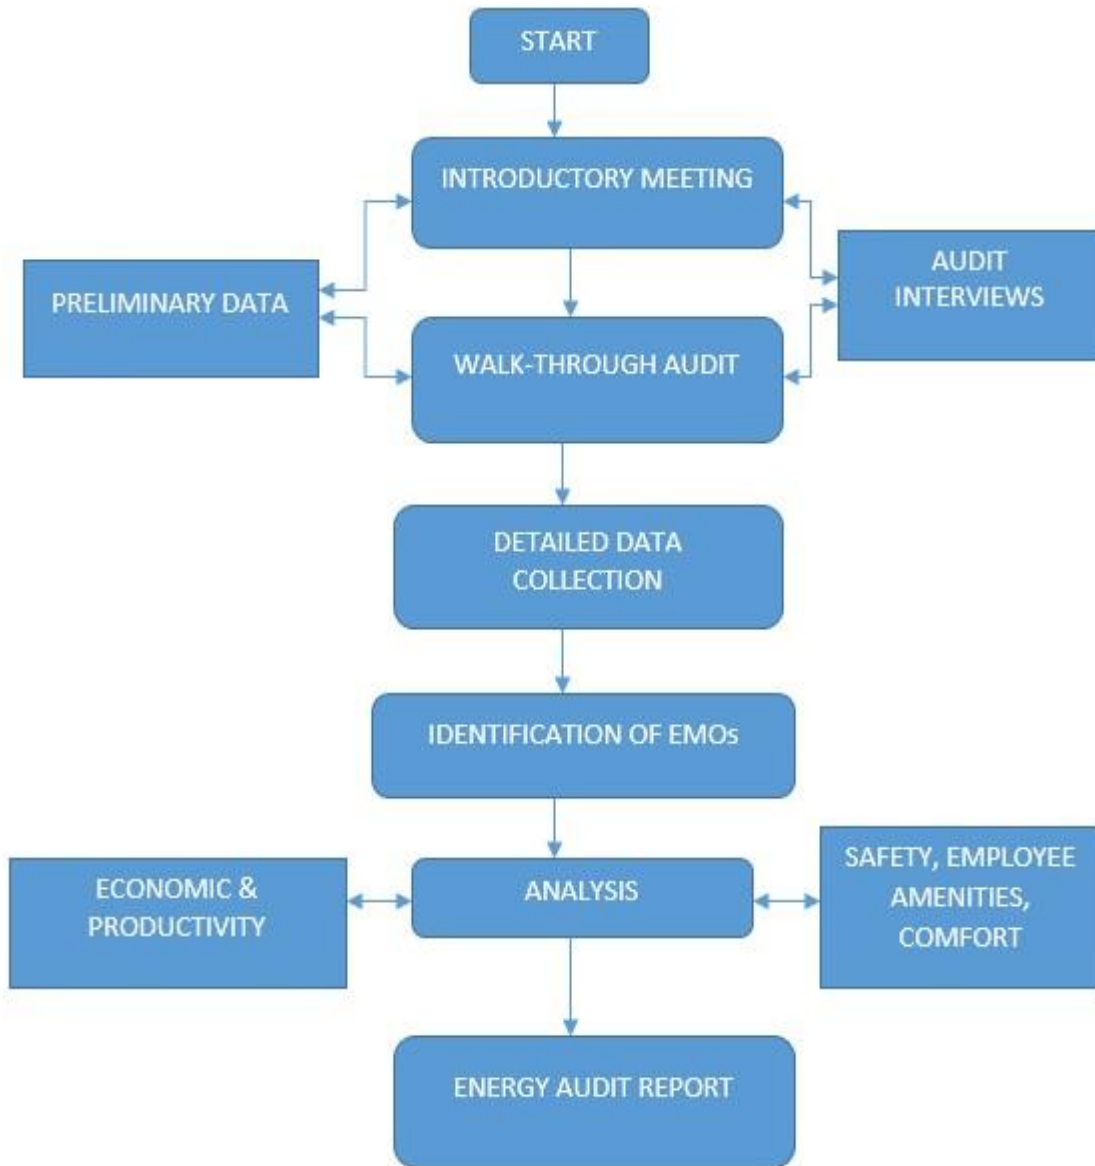 START
INTRODUCTORY MEETING
PRELIMINARY DATA
AUDIT
INTERVIEWS
WALK-THROUGH AUDIT
DETAILED DATA
COLLECTION
IDENTIFICATION OF EMOs
ECONOMIC &
PRODUCTIVITY
ANALYSIS
SAFETY, EMPLOYEE
AMENITIES,
COMFORT
ENERGY AUDIT REPORT